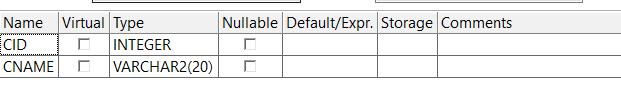 Name Virtual Type Nullable Default/Expr. Storage Comments
CID INTEGER
CNAME VARCHAR2(20)